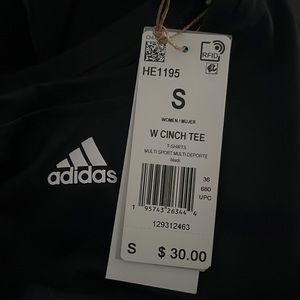 RFID
HE1195
S
WOMEN / MUJER
W CINCH TEE
T-SHIRTS
MULTI SPORT MULTI DEPORTE
black
adidas
36
680
UPC
1 95743 26344 4
129312463
S $ 30.00